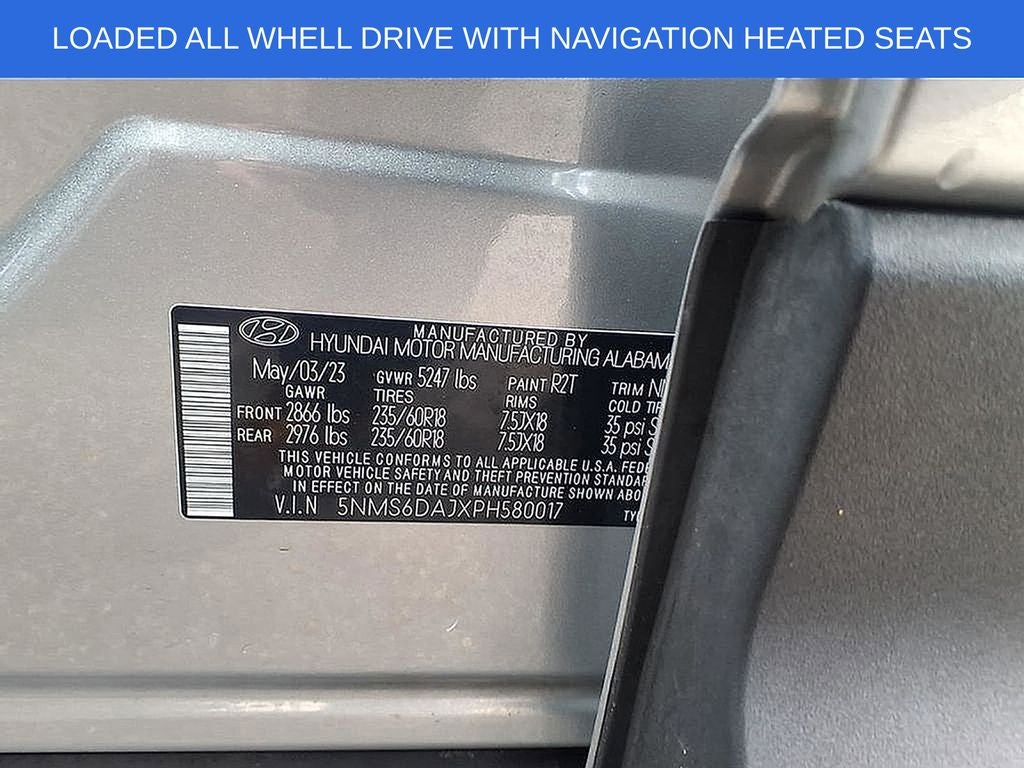 LOADED ALL WHELL DRIVE WITH NAVIGATION HEATED SEATS
MANUFACTURED BY
HYUNDAI MOTOR MANUFACTURING ALABAM
May/03/23 GVWR 5247 lbs PAINT R2T TRIM
GAWR TIRES RIMS COLD
FRONT 2866 lbs 235/60R18 7.5JX18 35 psi
REAR 2976 lbs 235/60R18 7.5JX18 35 psi
THIS VEHICLE CONFORMS TO ALL APPLICABLE U.S.A.
MOTOR VEHICLE SAFETY AND THEFT PREVENTION
IN EFFECT ON THE DATE OF MANUFACTURE SHOWN
V.I.N 5NMS6DAJXPH580017